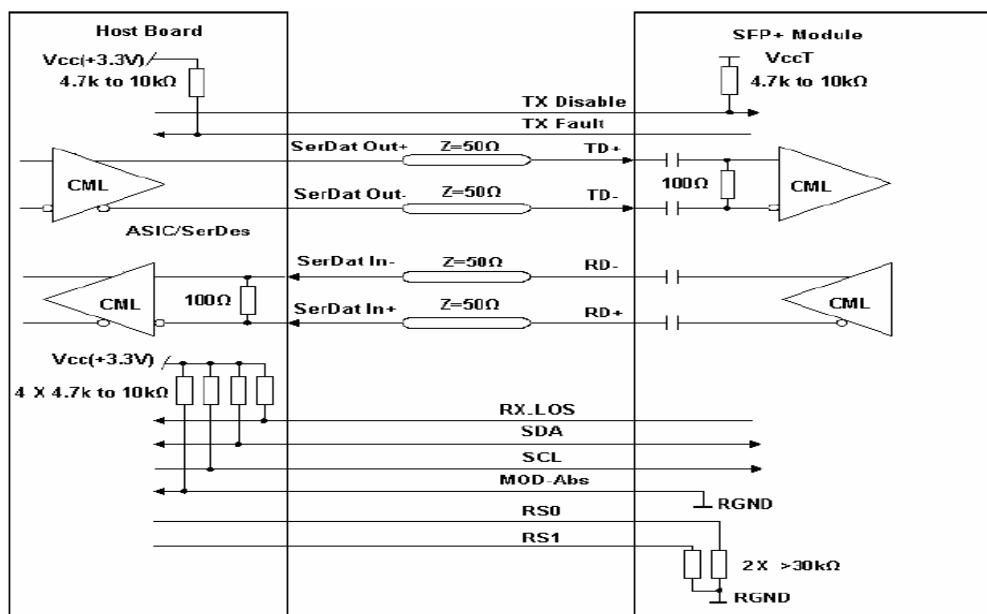 Host Board
SFP+ Module
Vcc(+3.3V)
4.7k to 10kΩ
VccT
4.7k to 10kΩ
TX Disable
TX Fault
SerDat Out+
Z=50Ω
TD+
CML
100Ω
CML
SerDat Out-
Z=50Ω
TD-
ASIC/SerDes
SerDat In-
Z=50Ω
RD-
CML
100Ω
CML
SerDat In+
Z=50Ω
RD+
Vcc(+3.3V)
4 X 4.7k to 10kΩ
RX-LOS
SDA
SCL
MOD-Abs
RGND
RS0
RS1
2 X >30kΩ
RGND